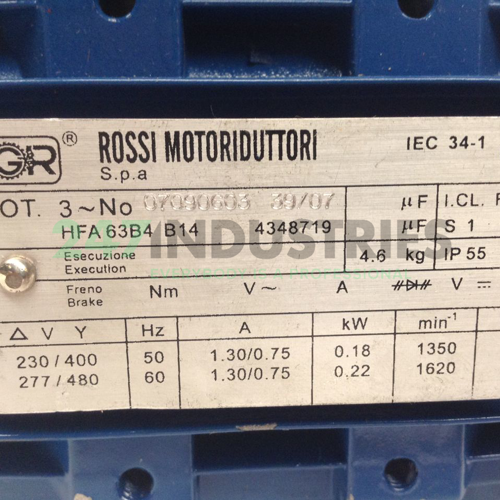 GR ® ROSSI MOTORIDUTTORI IEC 34-1
S.p.a
OT. 3~No 39/07 µF I.CL. F
HFA 63B4 B14 4348719 µF S 1
247 INDUSTRIES
Esecuzione
Execution 4.6 kg IP 55
Freno
Brake Nm V~ A V
△ V Y Hz A kW min-1
230/400 50 1.30/0.75 0.18 1350
277/480 60 1.30/0.75 0.22 1620